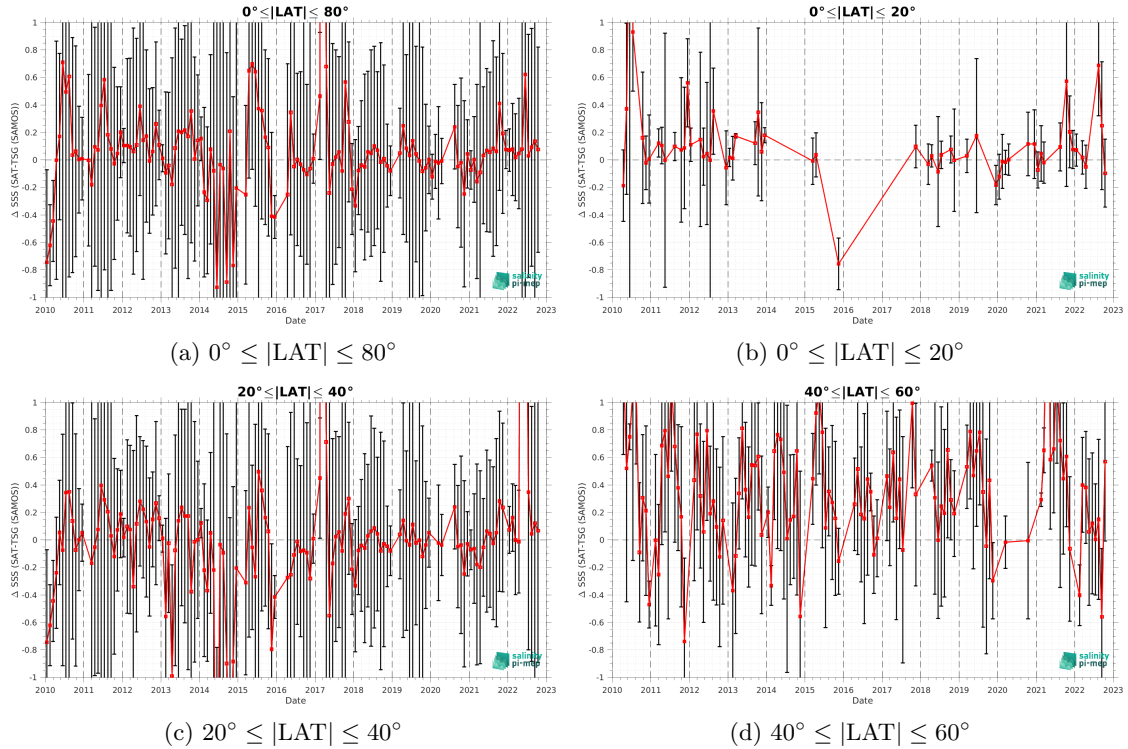 0°≤|LAT|≤ 80°
Δ SSS (SAT-TSG (SAMOS))
1
0.8
0.6
0.4
0.2
0
-0.2
-0.4
-0.6
-0.8
-1
2010 2011 2012 2013 2014 2015 2016 2017 2018 2019 2020 2021 2022 2023
Date
salinity
pi-mep
(a) 0° ≤ |LAT| ≤ 80°
0°≤|LAT|≤ 20°
Δ SSS (SAT-TSG (SAMOS))
1
0.8
0.6
0.4
0.2
0
-0.2
-0.4
-0.6
-0.8
-1
2010 2011 2012 2013 2014 2015 2016 2017 2018 2019 2020 2021 2022 2023
Date
salinity
pi-mep
(b) 0° ≤ |LAT| ≤ 20°
20°≤|LAT|≤ 40°
Δ SSS (SAT-TSG (SAMOS))
1
0.8
0.6
0.4
0.2
0
-0.2
-0.4
-0.6
-0.8
-1
2010 2011 2012 2013 2014 2015 2016 2017 2018 2019 2020 2021 2022 2023
Date
salinity
pi-mep
(c) 20° ≤ |LAT| ≤ 40°
40°≤|LAT|≤ 60°
Δ SSS (SAT-TSG (SAMOS))
1
0.8
0.6
0.4
0.2
0
-0.2
-0.4
-0.6
-0.8
-1
2010 2011 2012 2013 2014 2015 2016 2017 2018 2019 2020 2021 2022 2023
Date
salinity
pi-mep
(d) 40° ≤ |LAT| ≤ 60°